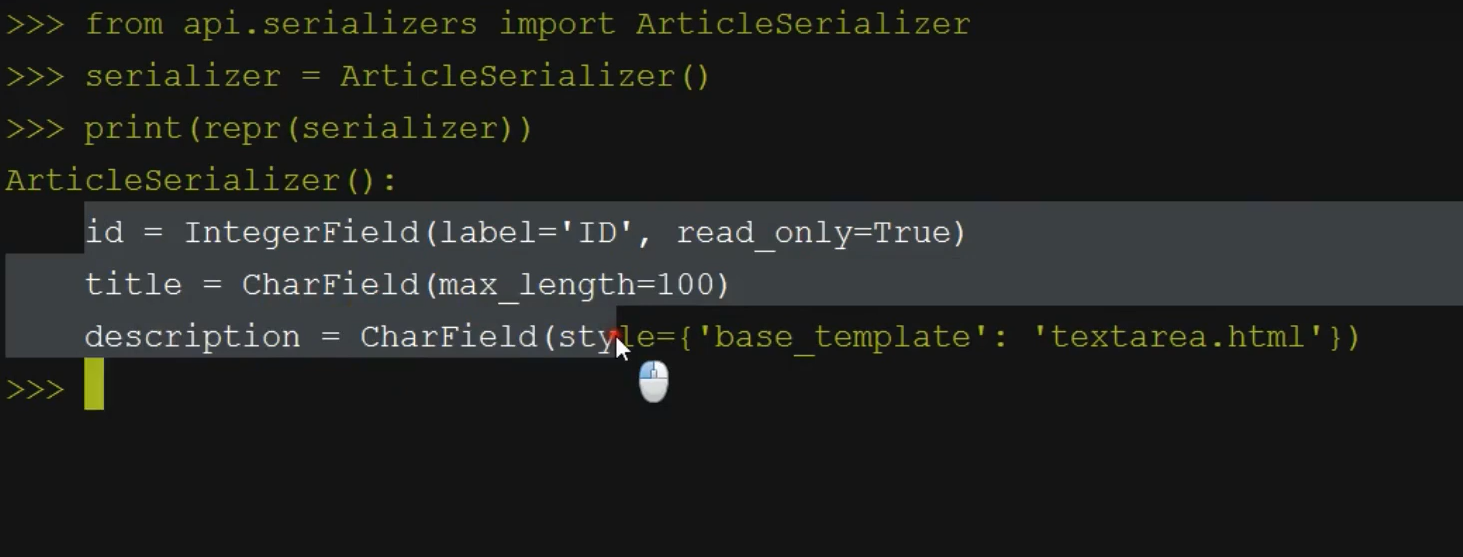 >>> from api.serializers import ArticleSerializer
>>> serializer = ArticleSerializer()
>>> print(repr(serializer))
ArticleSerializer():
    id = IntegerField(label='ID', read_only=True)
    title = CharField(max_length=100)
    description = CharField(style={'base_template': 'textarea.html'})
>>>